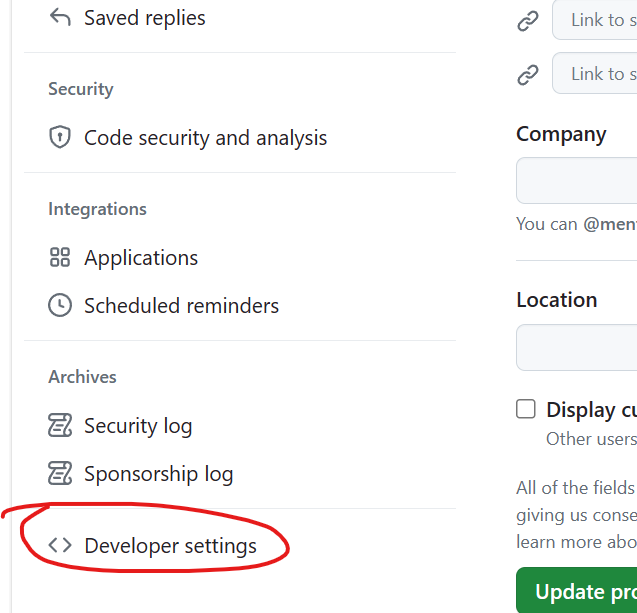 Saved replies
Security
Code security and analysis
Integrations
Applications
Scheduled reminders
Archives
Security log
Sponsorship log
Developer settings
Link to s
Link to s
Company
You can @men
Location
Display cu
Other users
All of the fields
giving us conse
learn more abo
Update pro